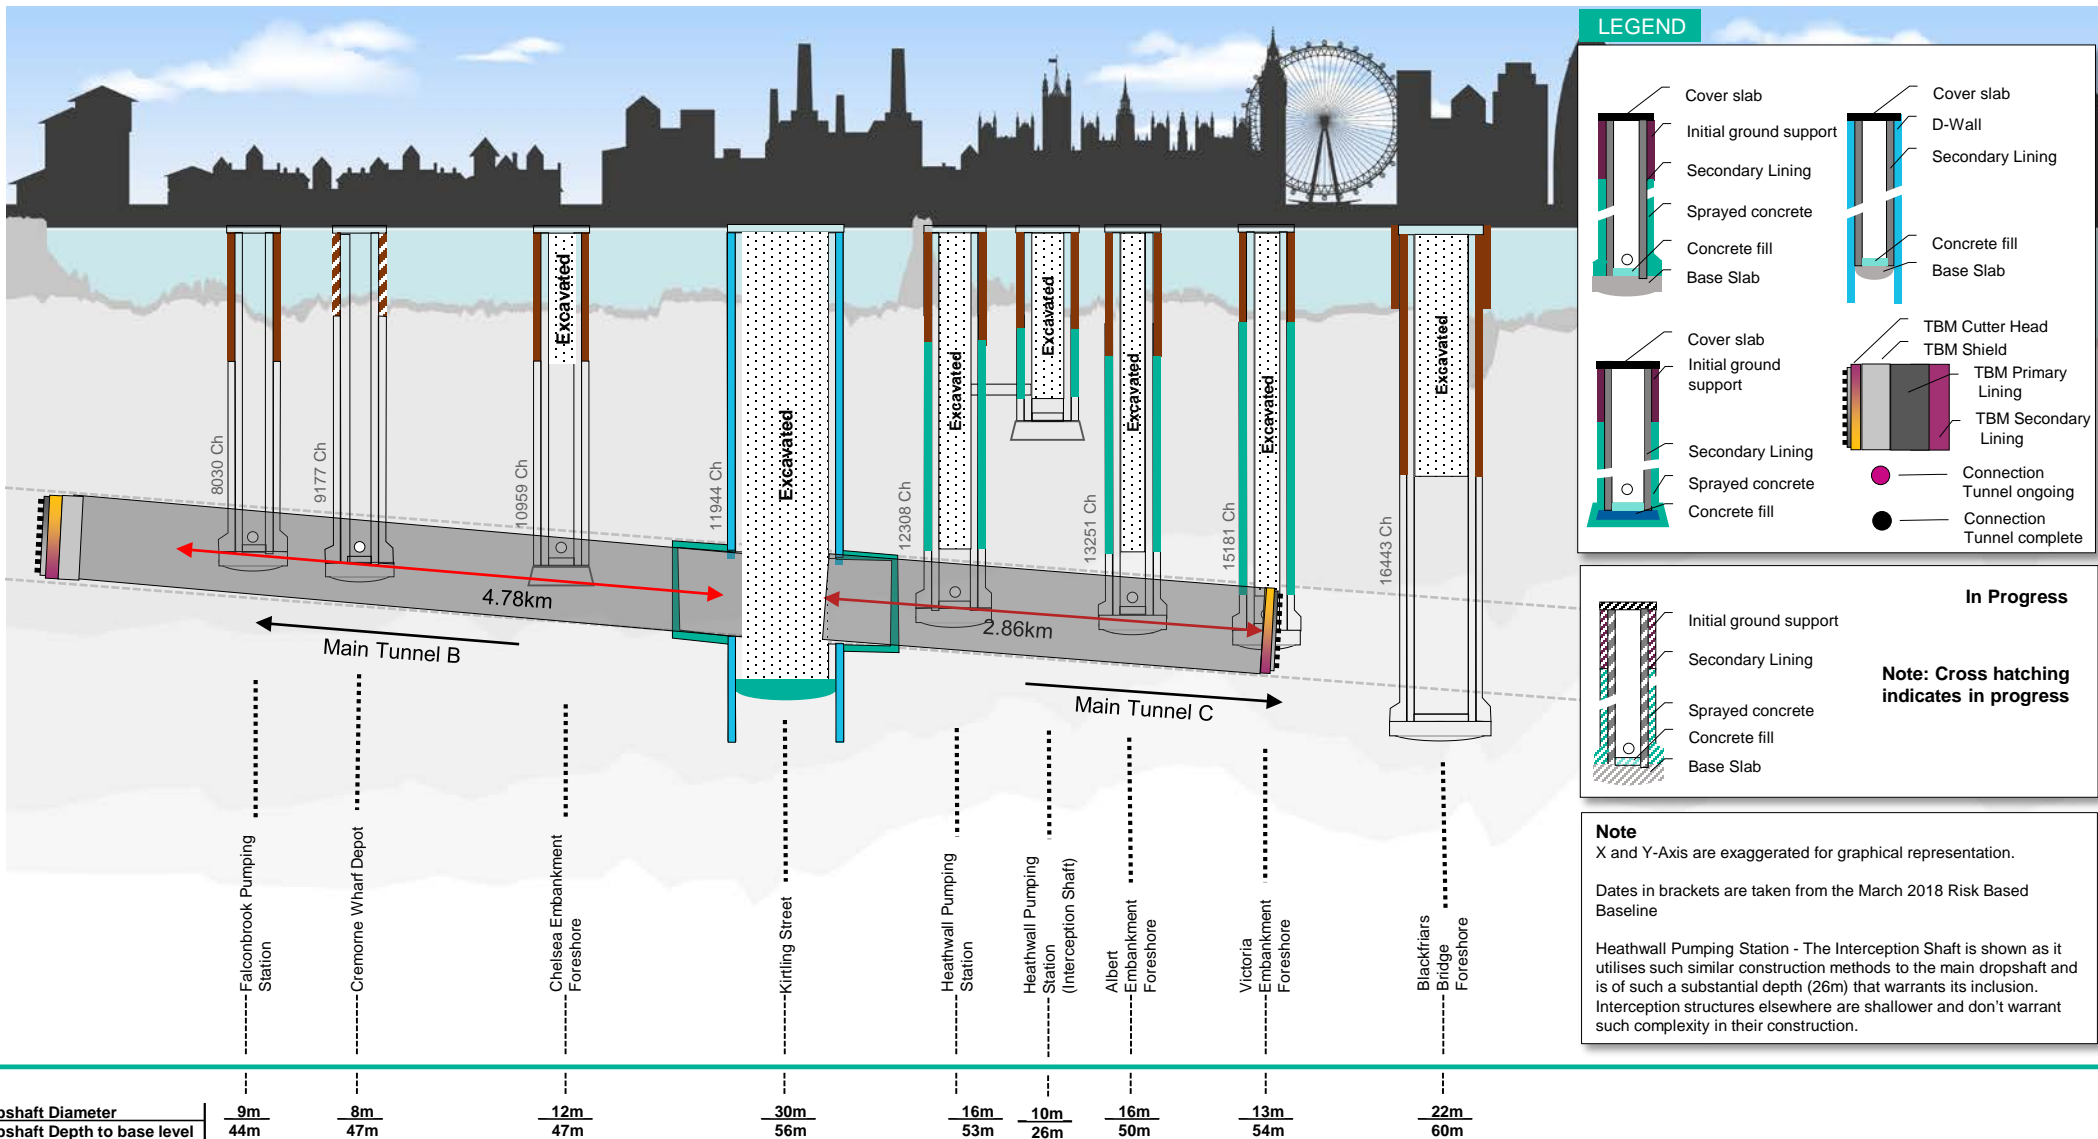 LEGEND
Cover slab
Initial ground support
Secondary Lining
Sprayed concrete
Concrete fill
Base Slab
Cover slab
D-Wall
Secondary Lining
Concrete fill
Base Slab
Cover slab
Initial ground
support
Secondary Lining
Sprayed concrete
Concrete fill
TBM Cutter Head
TBM Shield
TBM Primary
Lining
TBM Secondary
Lining
Connection
Tunnel ongoing
Connection
Tunnel complete
In Progress
Initial ground support
Secondary Lining
Note: Cross hatching
indicates in progress
Sprayed concrete
Concrete fill
Base Slab
Note
X and Y-Axis are exaggerated for graphical representation.
Dates in brackets are taken from the March 2018 Risk Based
Baseline
Heathwall Pumping Station - The Interception Shaft is shown as it
utilises such similar construction methods to the main dropshaft and
is of such a substantial depth (26m) that warrants its inclusion.
Interception structures elsewhere are shallower and don't warrant
such complexity in their construction.
Excavated
Excavated
Excavated
Excavated
Excavated
Excavated
Excavated
8030 Ch
9177 Ch
10959 Ch
11944 Ch
12308 Ch
13251 Ch
15181 Ch
16443 Ch
4.78km
2.86km
Main Tunnel B
Main Tunnel C
Falconbrook Pumping
Station
Cremorne Wharf Depot
Chelsea Embankment
Foreshore
Kirtling Street
Heathwall Pumping
Station
Heathwall Pumping
Station
(Interception Shaft)
Albert
Embankment
Foreshore
Victoria
Embankment
Foreshore
Blackfriars
Bridge
Foreshore
pshaft Diameter 9m 8m 12m 30m 16m 10m 16m 13m 22m
pshaft Depth to base level 44m 47m 47m 56m 53m 26m 50m 54m 60m